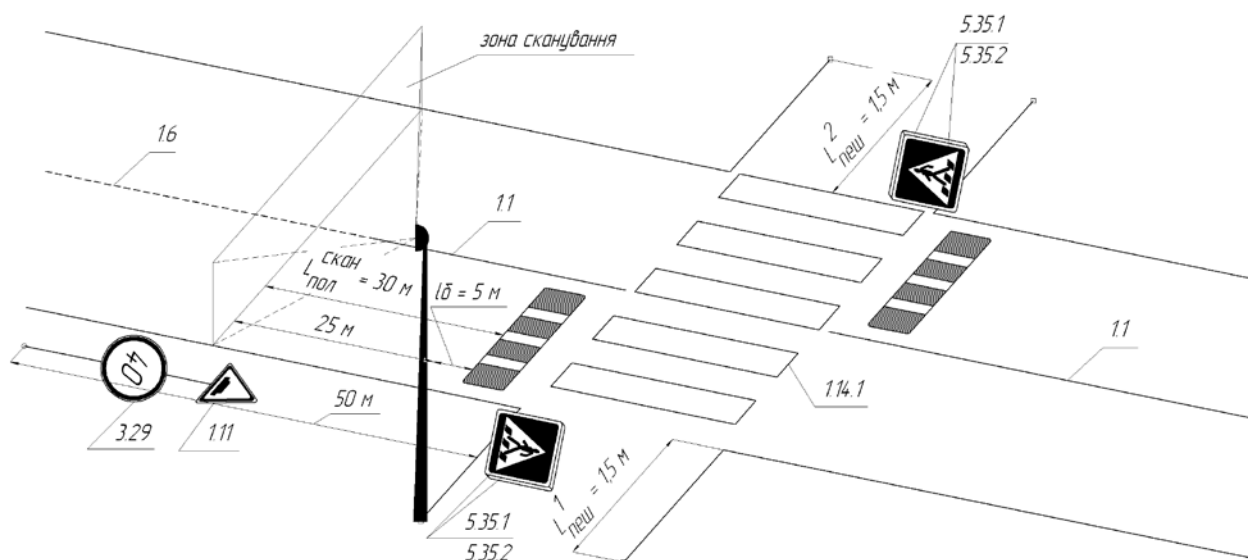 зона сканування
5.35.1
5.35.2
1.6
L²пеш = 1,5 м
1.1
Lсканпол = 30 м
lб = 5 м
25 м
1.1
40
50 м
1.14.1
3.29
1.11
L¹пеш = 1,5 м
5.35.1
5.35.2